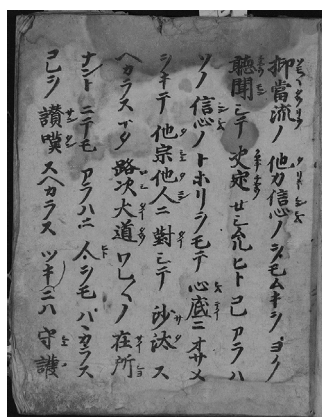 抑當流ノ他力信心ノヲモムキヲヨク
聽聞シテ決定セシムルヒトコレアラハ
ソノ信心ノトホリヲモテ心底ニオサメ
ヲキテ他宗他人ニ對シテ沙汰ス
ヘカラスマタ路次大道ワレ〳〵ノ在所
ナントニテモアラハニ人ヲモハヽカラス
コレヲ讃嘆スヘカラスツキニハ守護